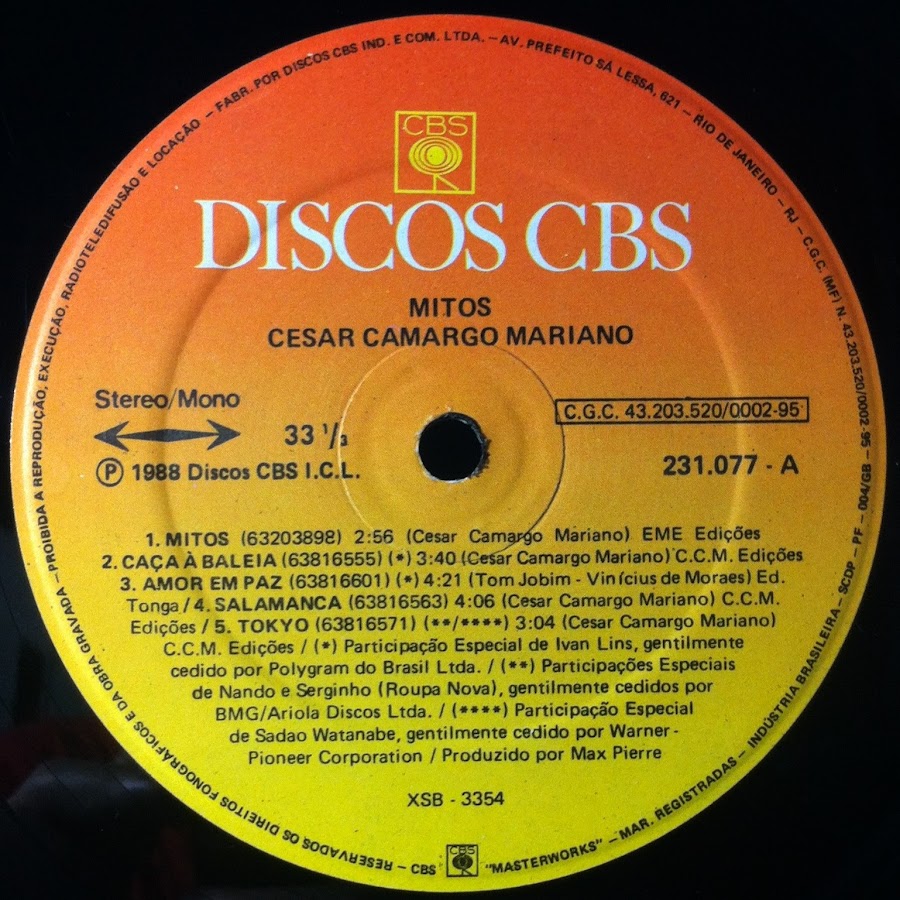 CBS
DISCOS CBS
MITOS
CESAR CAMARGO MARIANO
Stereo/Mono
33 1/3
Ⓟ 1988 Discos CBS I.C.L.
C.G.C. 43.203.520/0002-95
231.077 - A
1. MITOS (63203898) 2:56 (Cesar Camargo Mariano) EME Edições
2. CAÇA À BALEIA (63816555) (*) 3:40 (Cesar Camargo Mariano) C.C.M. Edições
3. AMOR EM PAZ (63816601) (*) 4:21 (Tom Jobim - Vinícius de Moraes) Ed.
Tonga / 4. SALAMANCA (63816563) 4:06 (Cesar Camargo Mariano) C.C.M.
Edições / 5. TOKYO (63816571) (**/****) 3:04 (Cesar Camargo Mariano)
C.C.M. Edições / (*) Participação Especial de Ivan Lins, gentilmente
cedido por Polygram do Brasil Ltda. / (**) Participações Especiais
de Nando e Serginho (Roupa Nova), gentilmente cedidos por
BMG/Ariola Discos Ltda. / (****) Participação Especial
de Sadao Watanabe, gentilmente cedido por Warner-
Pioneer Corporation / Produzido por Max Pierre
XSB - 3354
RESERVADOS OS DIREITOS FONOGRÁFICOS E DA OBRA GRAVADA - PROIBIDA A REPRODUÇÃO, EXECUÇÃO, RADIOTELEDIFUSÃO E LOCAÇÃO - FABR. POR DISCOS CBS IND. E COM. LTDA. - AV. PREFEITO SÁ LESSA, 621 - RIO DE JANEIRO - RJ - C.G.C. (MF) N. 43.203.520/0002-95 - SCDP - PF - 004/GB - INDÚSTRIA BRASILEIRA - MAR. REGISTRADAS - "MASTERWORKS" CBS - CBS